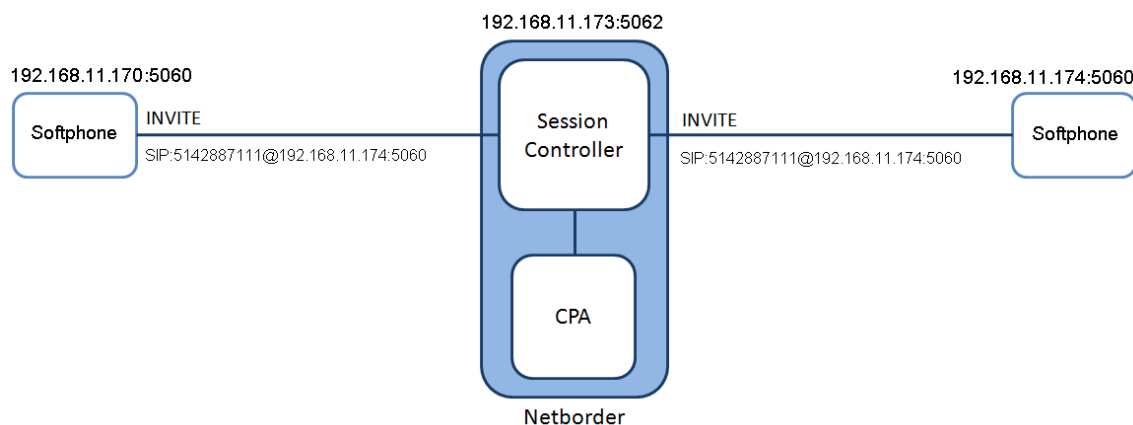 192.168.11.173:5062
192.168.11.170:5060
192.168.11.174:5060
Softphone
INVITE
SIP:5142887111@192.168.11.174:5060
Session
Controller
INVITE
SIP:5142887111@192.168.11.174:5060
Softphone
CPA
Netborder